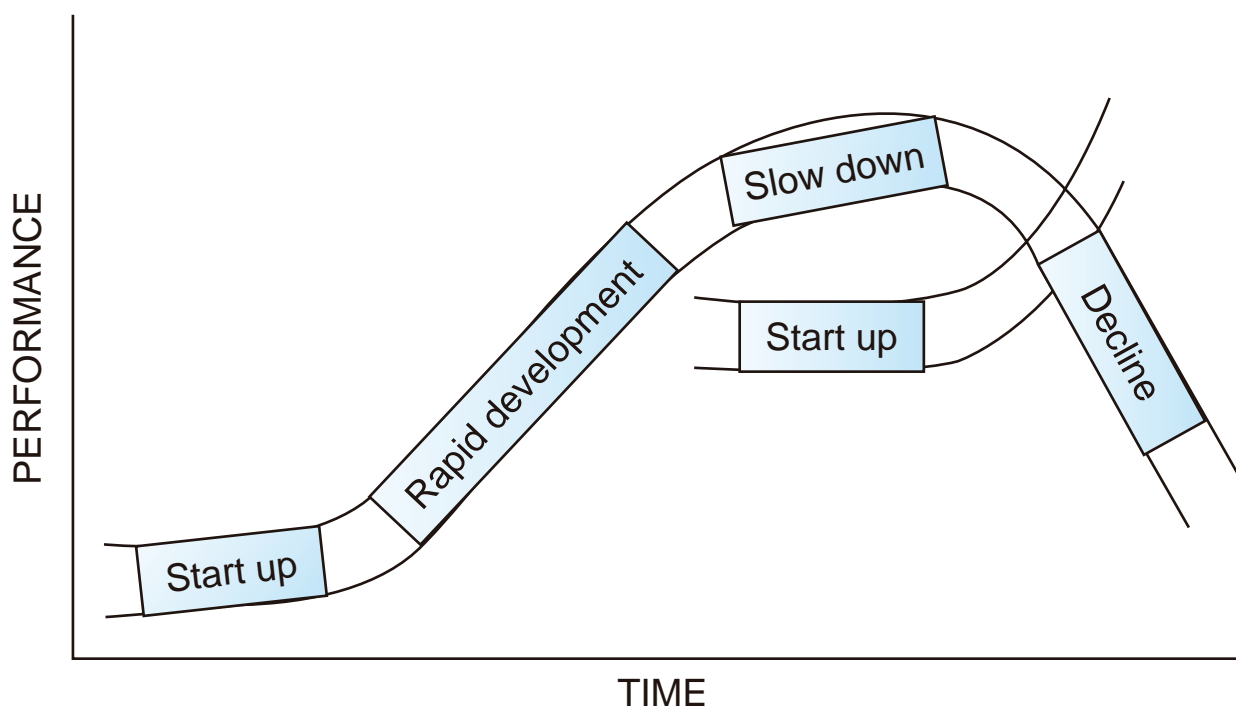 PERFORMANCE
Slow down
Rapid development
Start up
Decline
Start up
TIME